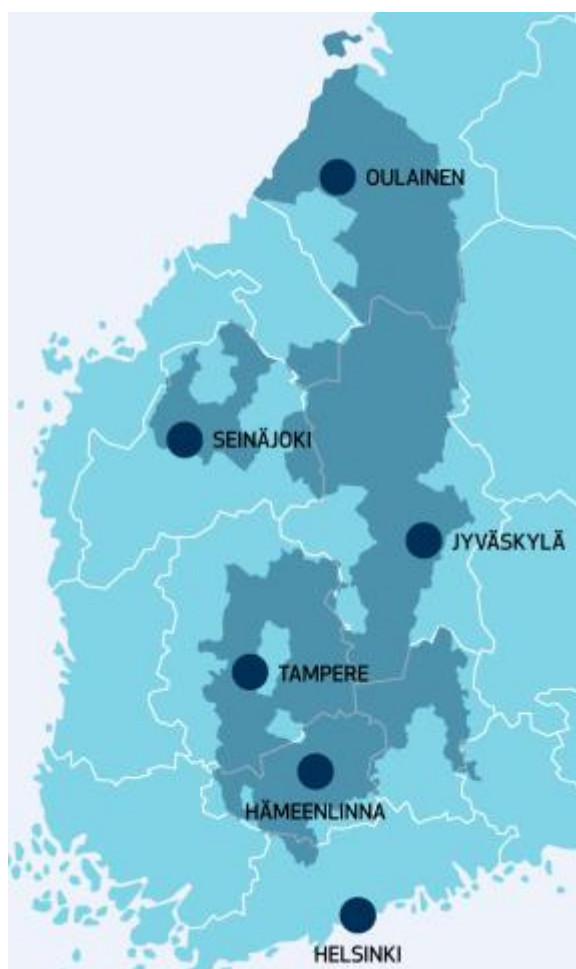 OULAINEN
SEINÄJOKI
JYVÄSKYLÄ
TAMPERE
HÄMEENLINNA
HELSINKI